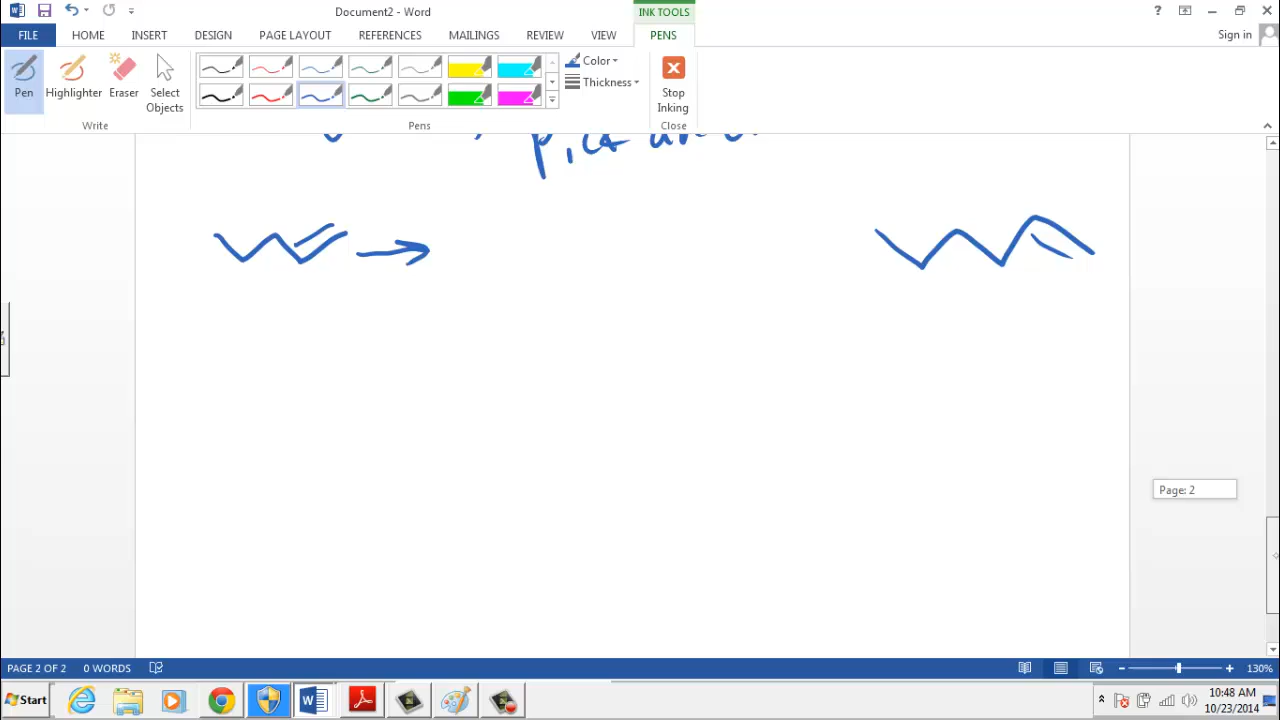 Document2 - Word
INK TOOLS
?
FILE HOME INSERT DESIGN PAGE LAYOUT REFERENCES MAILINGS REVIEW VIEW PENS Sign in
Pen Highlighter Eraser Select Objects
Color
Thickness
Stop Inking
Write Pens Close
Page: 2
PAGE 2 OF 2 0 WORDS 130%
Start 10:48 AM
10/23/2014